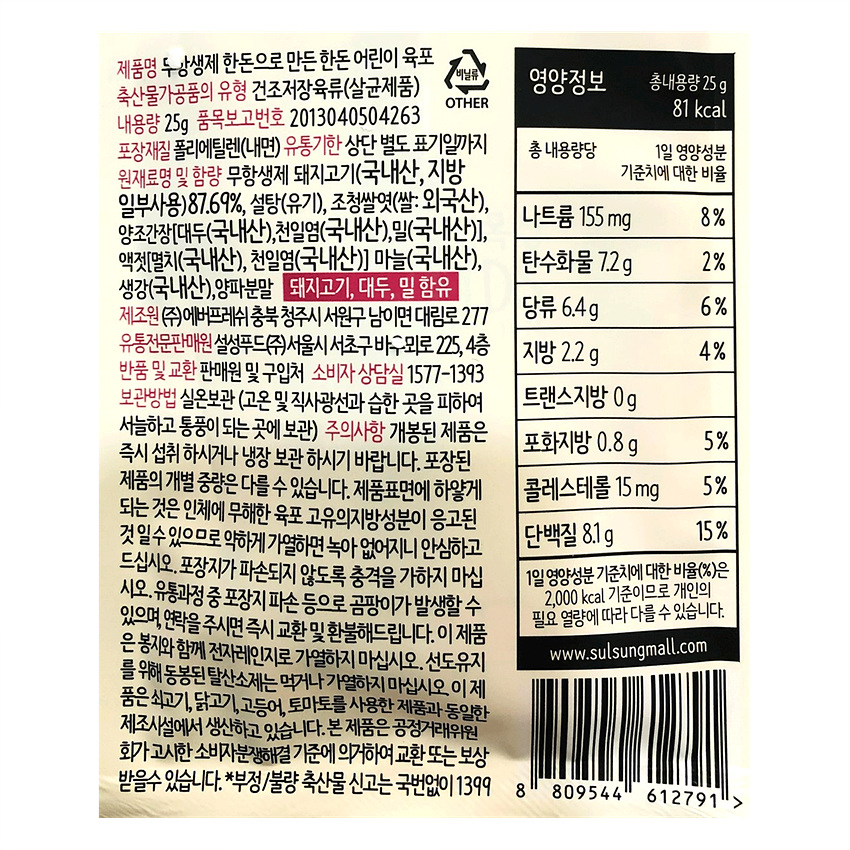 제품명 무항생제 한돈으로 만든 한돈 어린이 육포
축산물가공품의 유형 건조저장육류(살균제품)
내용량 25g 품목보고번호 2013040504263
포장재질 폴리에틸렌(내면) 유통기한 상단 별도 표기일까지
원재료명 및 함량 무항생제 돼지고기(국내산, 지방
일부사용)87.69%, 설탕(유기), 조청쌀엿(쌀: 외국산),
양조간장[대두(국내산),천일염(국내산),밀(국내산)],
액젓[멸치(국내산), 천일염(국내산)] 마늘(국내산),
생강(국내산),양파분말 돼지고기, 대두, 밀 함유
제조원 (주)에버프레쉬 충북 청주시 서원구 남이면 대림로 277
유통전문판매원 설성푸드(주)서울시 서초구 바우뫼로 225, 4층
반품 및 교환 판매원 및 구입처 소비자 상담실 1577-1393
보관방법 실온보관 (고온 및 직사광선과 습한 곳을 피하여
서늘하고 통풍이 되는 곳에 보관) 주의사항 개봉된 제품은
즉시 섭취 하시거나 냉장 보관 하시기 바랍니다. 포장된
제품의 개별 중량은 다를 수 있습니다. 제품표면에 하얗게
되는 것은 인체에 무해한 육포 고유의지방성분이 응고된
것 일 수 있으므로 약하게 가열하면 녹아 없어지니 안심하고
드십시오. 포장지가 파손되지 않도록 충격을 가하지 마십
시오. 유통과정 중 포장지 파손 등으로 곰팡이가 발생할 수
있으며, 연락을 주시면 즉시 교환 및 환불해드립니다. 이 제품
은 봉지와 함께 전자레인지로 가열하지 마십시오. 선도유지
를 위해 동봉된 탈산소제는 먹거나 가열하지 마십시오. 이 제
품은 쇠고기, 닭고기, 고등어, 토마토를 사용한 제품과 동일한
제조시설에서 생산하고 있습니다. 본 제품은 공정거래위원
회가 고시한 소비자분쟁해결 기준에 의거하여 교환 또는 보상
받을수 있습니다. *부정/불량 축산물 신고는 국번없이 1399
비닐류
OTHER
영양정보 총내용량 25 g
81 kcal
총 내용량당 1일 영양성분
기준치에 대한 비율
나트륨 155 mg 8%
탄수화물 7.2 g 2%
당류 6.4 g 6%
지방 2.2 g 4%
트랜스지방 0 g
포화지방 0.8 g 5%
콜레스테롤 15 mg 5%
단백질 8.1 g 15%
1일 영양성분 기준치에 대한 비율(%)은
2,000 kcal 기준이므로 개인의
필요 열량에 따라 다를 수 있습니다.
www.sulsungmall.com
8 809544 612791 >